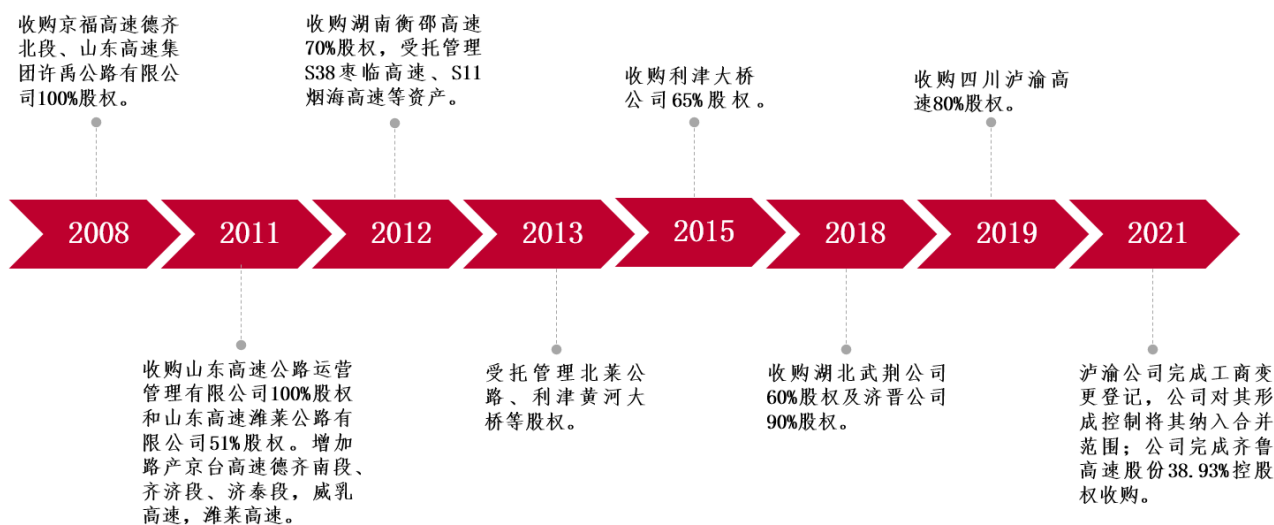 收购京福高速德齐
北段、山东高速集
团许禹公路有限公
司100%股权。
收购湖南衡邵高速
70%股权，受托管理
S38枣临高速、S11
烟海高速等资产。
收购利津大桥
公司65%股权。
收购四川泸渝高
速80%股权。
2008
2011
2012
2013
2015
2018
2019
2021
收购山东高速公路运营
管理有限公司100%股权
和山东高速潍莱公路有
限公司51%股权。增加
路产京台高速德齐南段、
齐济段、济泰段，威乳
高速，潍莱高速。
受托管理北莱公
路、利津黄河大
桥等股权。
收购湖北武荆公司
60%股权及济晋公司
90%股权。
泸渝公司完成工商变
更登记，公司对其形
成控制将其纳入合并
范围；公司完成齐鲁
高速股份38.93%控股
权收购。